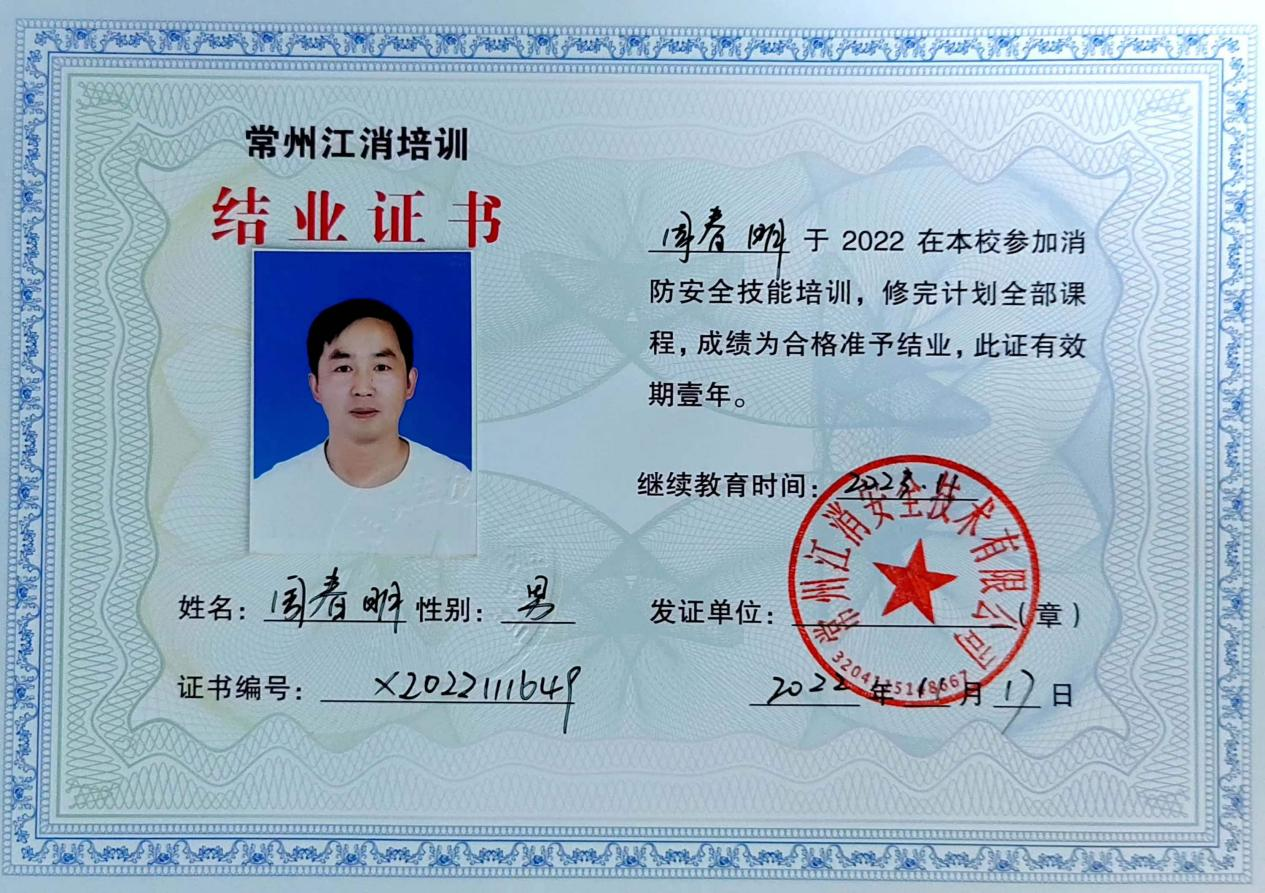 常州江消培训
结业证书
周春明 于 2022 在本校参加消
防安全技能培训，修完计划全部课
程，成绩为合格准予结业，此证有效
期壹年。
继续教育时间：
常州江消安全技术有限公司
姓名：周春明 性别：男
发证单位： （章）
证书编号：X2022111649
2022 年 11 月 17 日